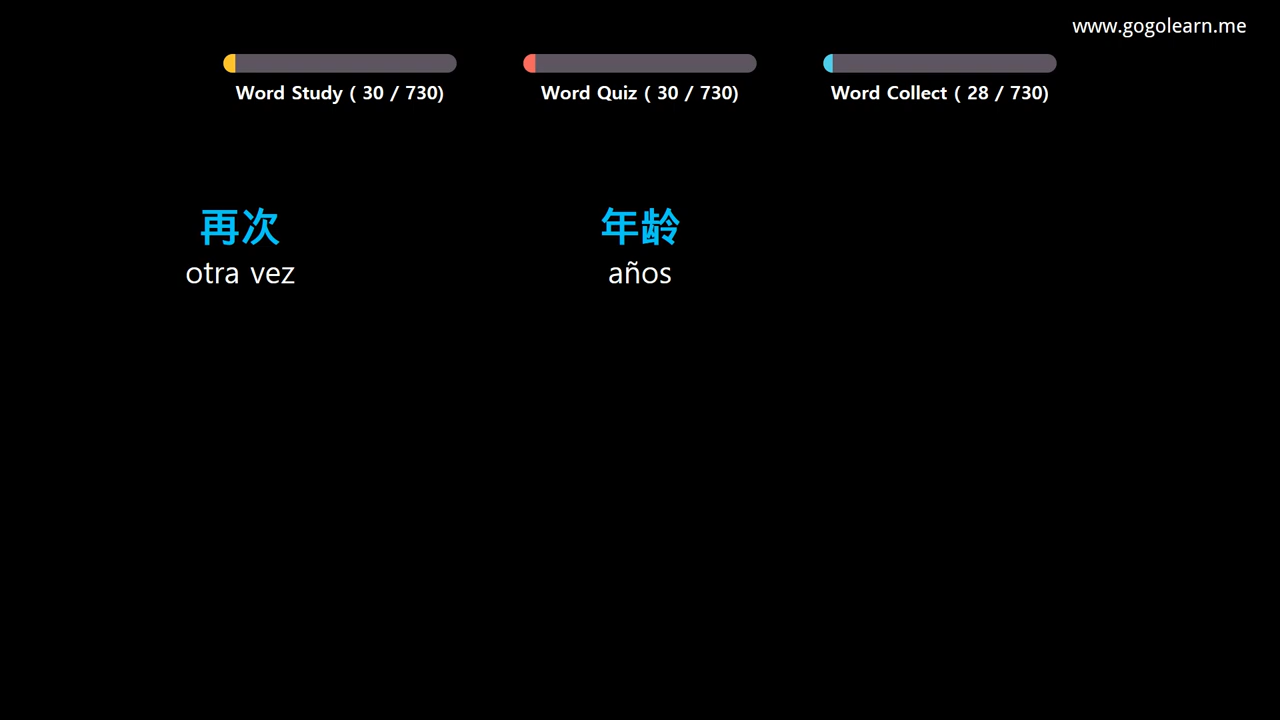 www.gogolearn.me
Word Study ( 30 / 730)
Word Quiz ( 30 / 730)
Word Collect ( 28 / 730)
再次
otra vez
年龄
años